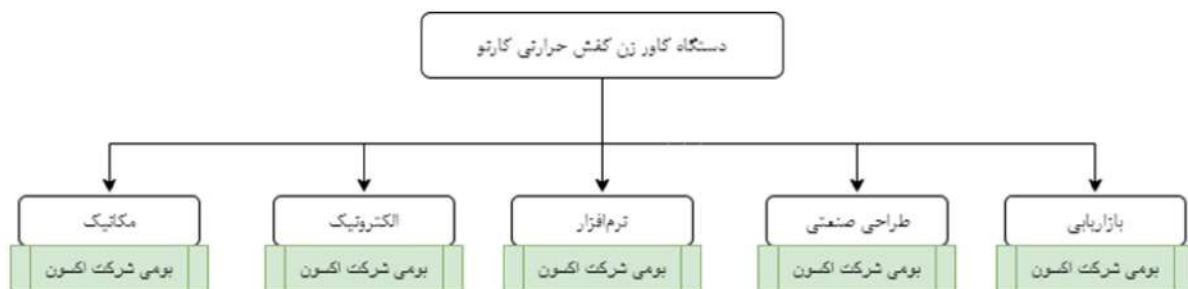 دستگاه کاور زن کفش حرارتی کارتو
بازاریابی
طراحی صنعتی
نرم‌افزار
الکترونیک
مکانیک
بومی شرکت اکسون
بومی شرکت اکسون
بومی شرکت اکسون
بومی شرکت اکسون
بومی شرکت اکسون